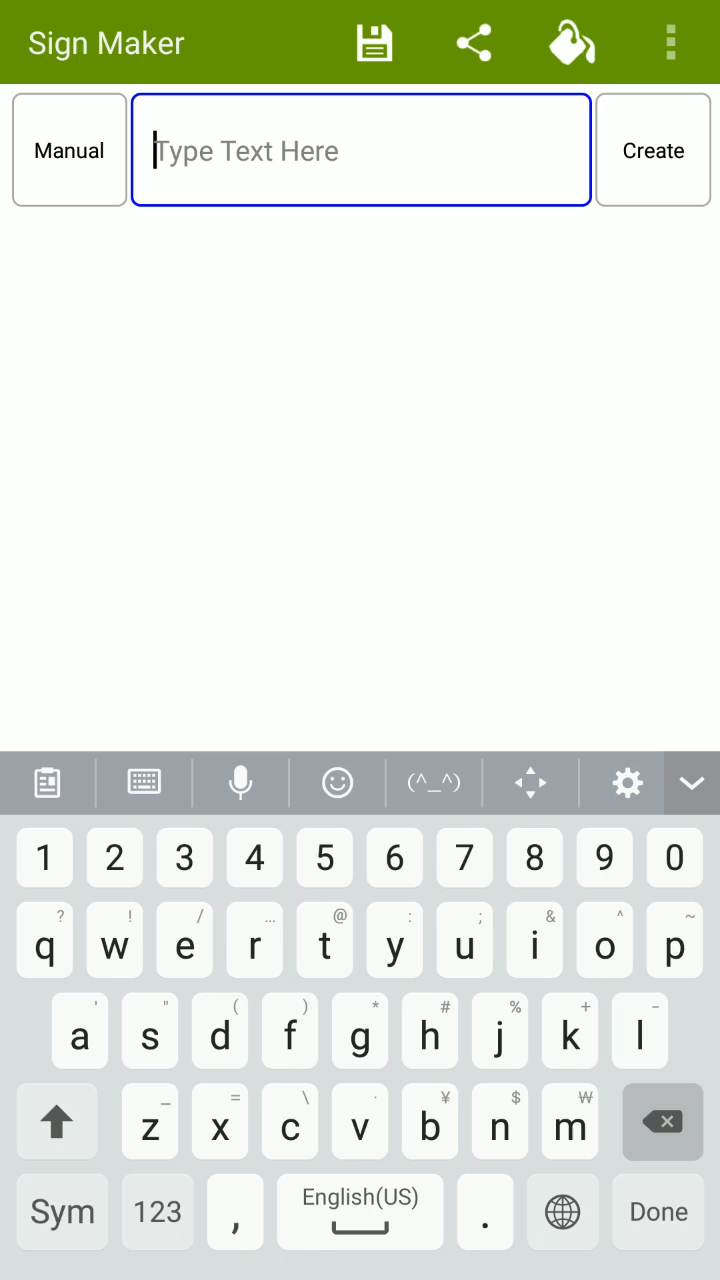 Sign Maker
Manual
Type Text Here
Create
(^_^)
1 2 3 4 5 6 7 8 9 0
? ! / ... @ : ; & ^ ~
q w e r t y u i o p
' " ( ) * # % + -
a s d f g h j k l
_ = \ · ¥ $ ₩
z x c v b n m
Sym 123 , English(US) . Done